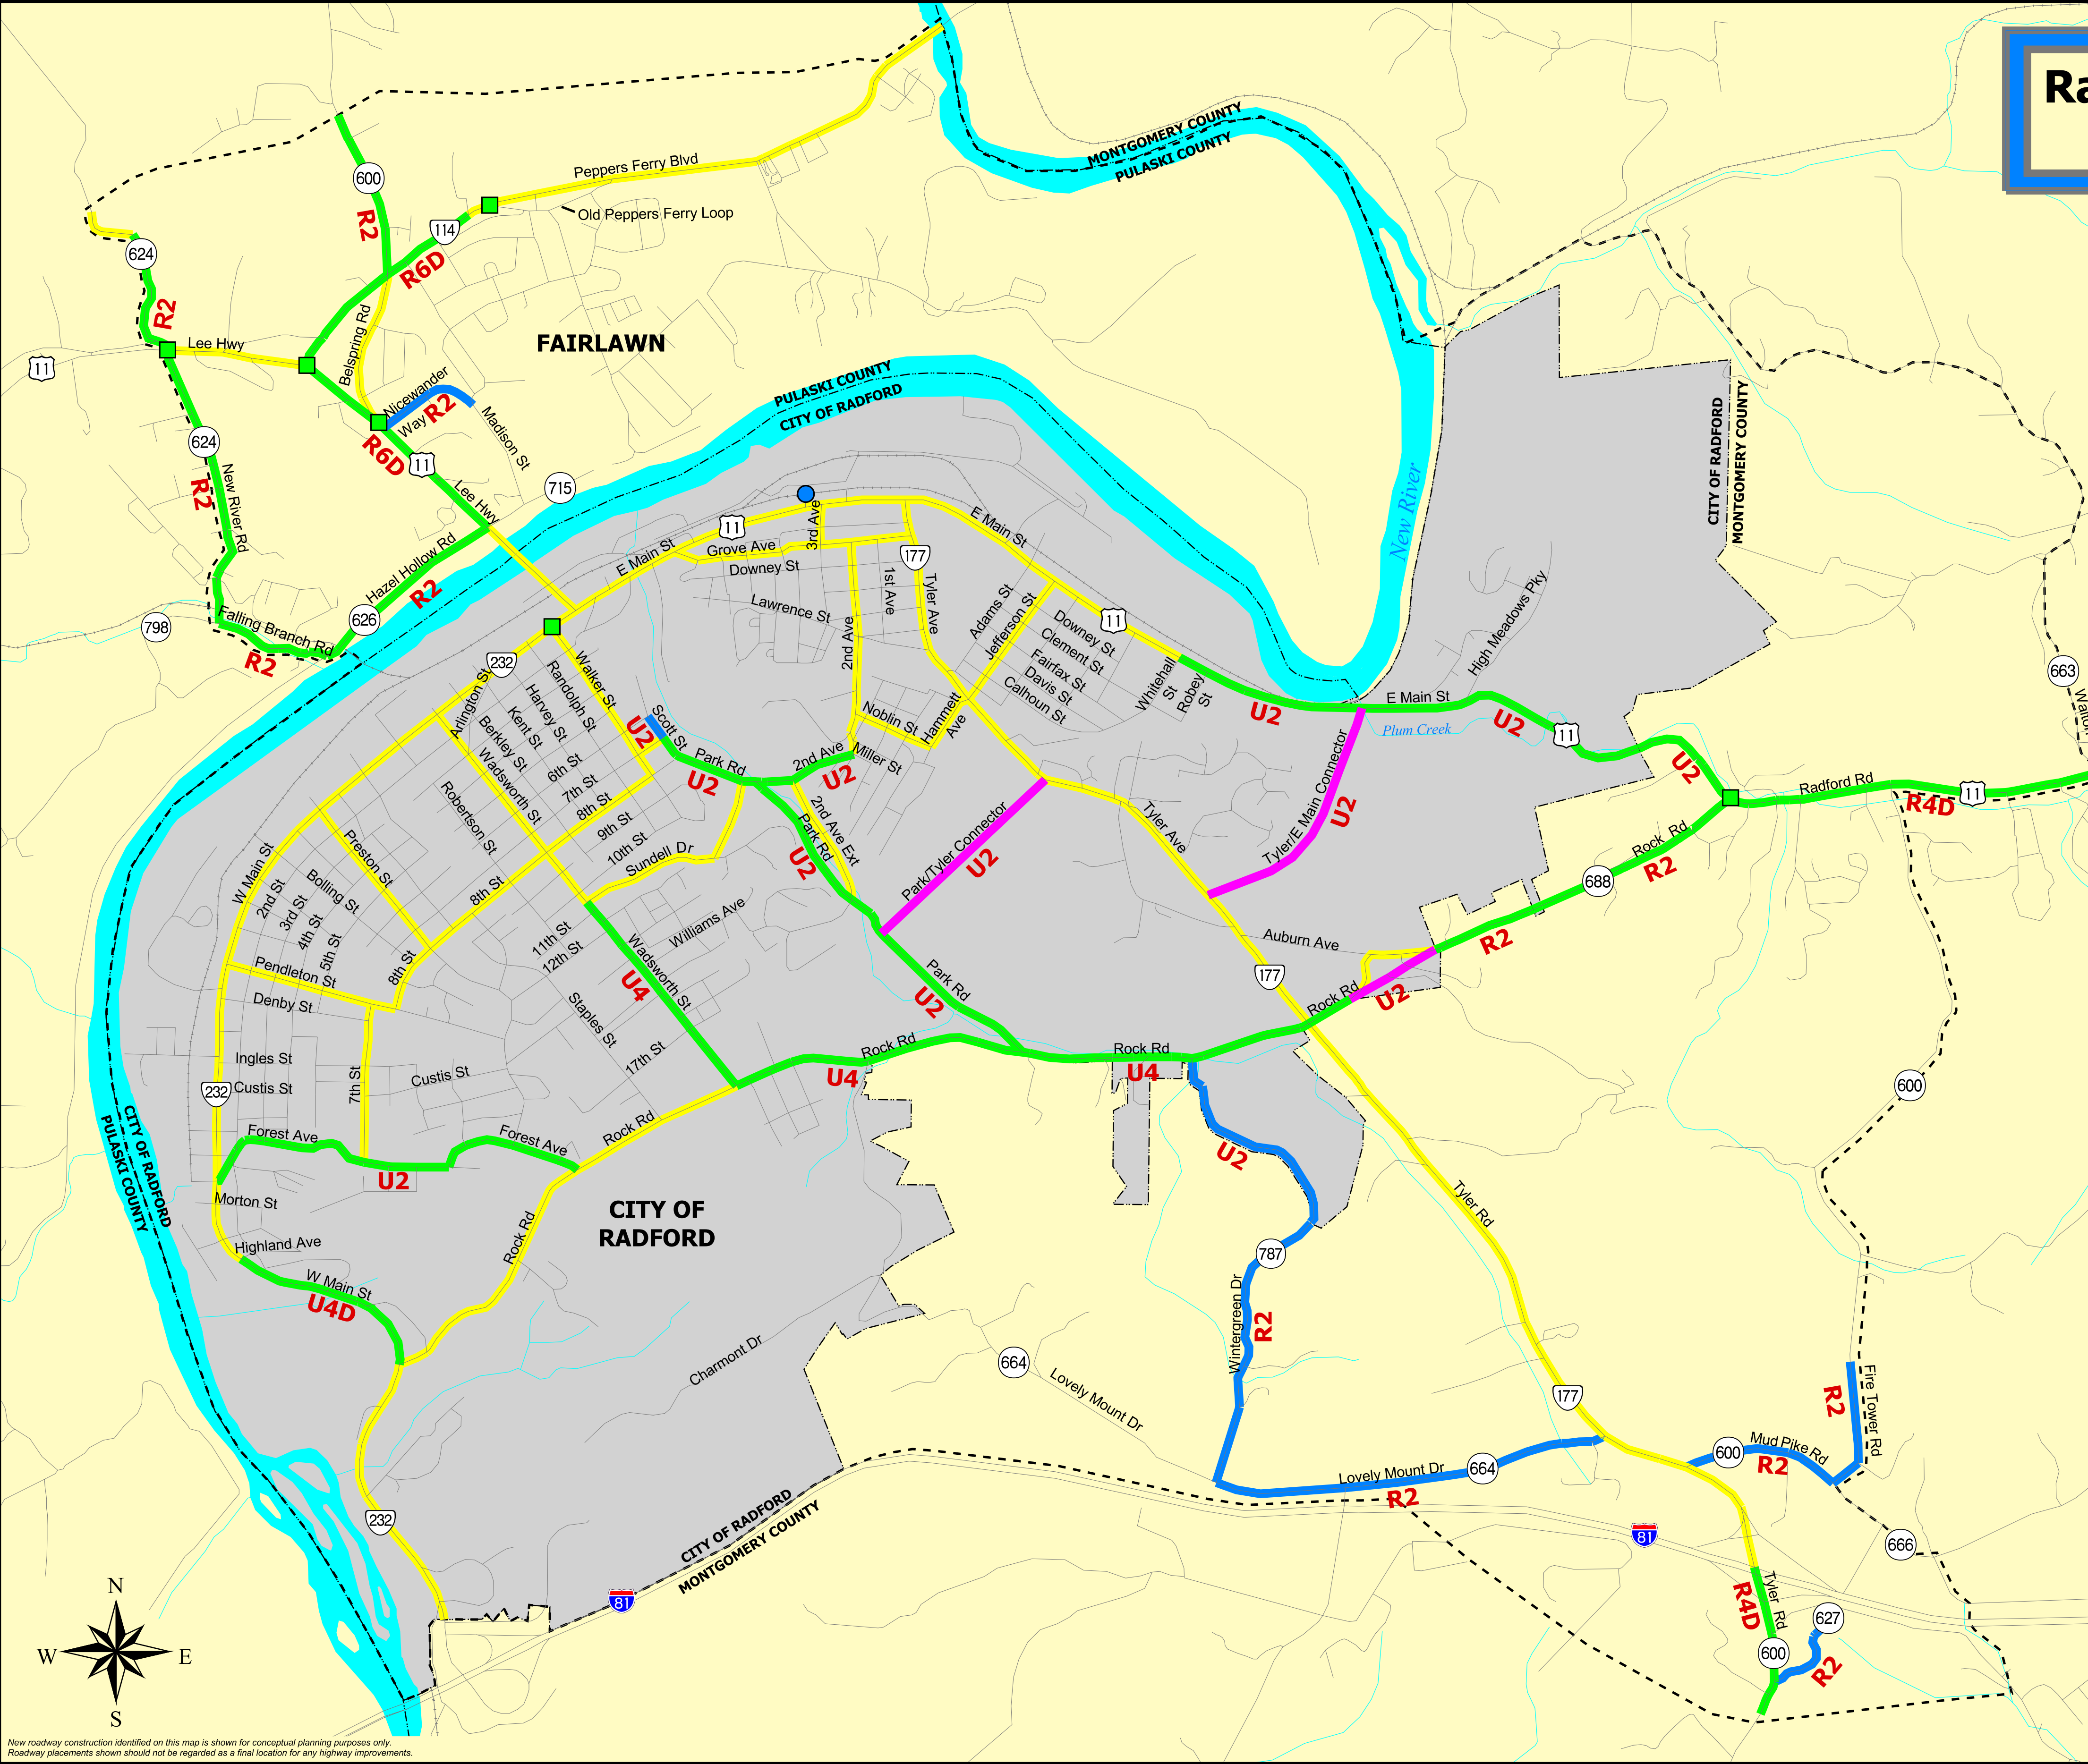 Ra
MONTGOMERY COUNTY
PULASKI COUNTY
600
R2
Peppers Ferry Blvd
Old Peppers Ferry Loop
114
R6D
624
R2
Lee Hwy
11
Belspring Rd
FAIRLAWN
Nicewander
Way
R2
Madison St
R6D
11
Lee Hwy
715
624
R2
New River Rd
PULASKI COUNTY
CITY OF RADFORD
New River
CITY OF RADFORD
MONTGOMERY COUNTY
Hazel Hollow Rd
R2
626
798
Falling Branch Rd
R2
11
3rd Ave
E Main St
E Main St
Grove Ave
Downey St
Lawrence St
1st Ave
2nd Ave
177
Tyler Ave
Adams St
Jefferson St
11
Downey St
Clement St
Fairfax St
Davis St
Calhoun St
Whitehall
St
Robey
St
High Meadows Pky
663
Walton
232
Arlington St
Walker St
Randolph St
Harvey St
Kent St
Berkley St
Wadsworth St
6th St
7th St
8th St
9th St
10th St
Scott St
U2
Park Rd
U2
2nd Ave
U2
Miller St
Noblin St
Hammett
Ave
U2
E Main St
Plum Creek
U2
11
U2
Radford Rd
R4D
11
Robertson St
Sundell Dr
Park Rd
U2
2nd Ave Ext
Park/Tyler Connector
U2
Tyler Ave
Tyler/E Main Connector
U2
Rock Rd
R2
688
R2
W Main St
2nd St
3rd St
4th St
5th St
Bolling St
Preston St
8th St
8th St
11th St
12th St
Williams Ave
Wadsworth St
U4
Staples St
17th St
Pendleton St
Denby St
Auburn Ave
177
Rock Rd
U2
Park Rd
U2
Rock Rd
U4
Rock Rd
U4
Ingles St
232
Custis St
7th St
Custis St
Forest Ave
Forest Ave
U2
Rock Rd
Morton St
CITY OF RADFORD
PULASKI COUNTY
CITY OF
RADFORD
Highland Ave
W Main St
U4D
Rock Rd
Charmont Dr
U2
787
Wintergreen Dr
R2
Tyler Rd
600
664
Lovely Mount Dr
177
R2
Fire Tower Rd
600
Mud Pike Rd
R2
Lovely Mount Dr
664
R2
232
CITY OF RADFORD
MONTGOMERY COUNTY
81
81
666
Tyler Rd
R4D
627
600
R2
N
W
E
S
New roadway construction identified on this map is shown for conceptual planning purposes only.
Roadway placements shown should not be regarded as a final location for any highway improvements.